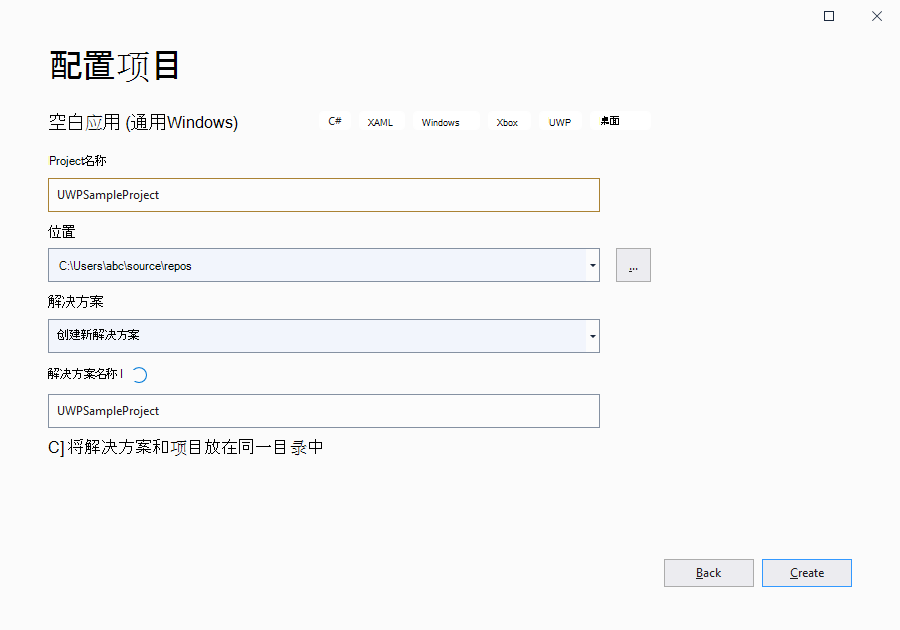 配置项目
空白应用 (通用Windows) C# XAML Windows Xbox UWP 桌面
Project名称
UWPSampleProject
位置
C:\Users\abc\source\repos
...
解决方案
创建新解决方案
解决方案名称 I
UWPSampleProject
C] 将解决方案和项目放在同一目录中
Back Create